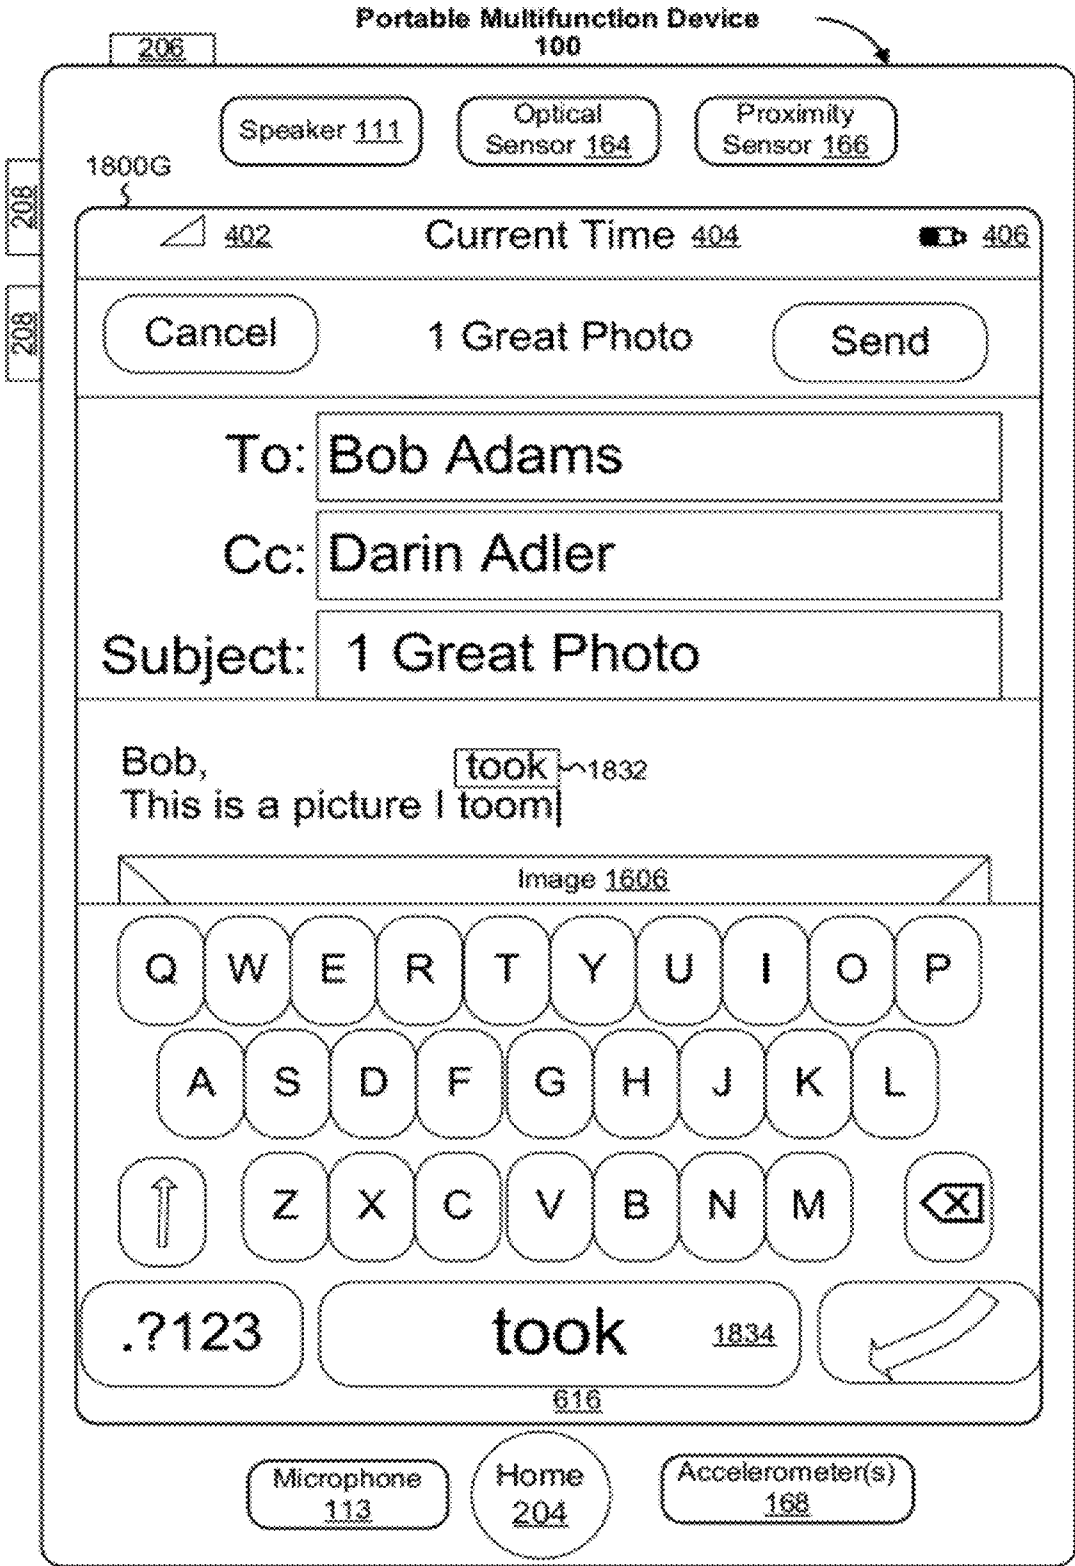 Portable Multifunction Device
100
206
Speaker 111
Optical
Sensor 164
Proximity
Sensor 166
1800G
208
208
402
Current Time 404
406
Cancel
1 Great Photo
Send
To: Bob Adams
Cc: Darin Adler
Subject: 1 Great Photo
Bob,
took 1832
This is a picture I toom
Image 1606
Q W E R T Y U I O P
A S D F G H J K L
Z X C V B N M X
.?123
took 1834
616
Microphone
113
Home
204
Accelerometer(s)
168